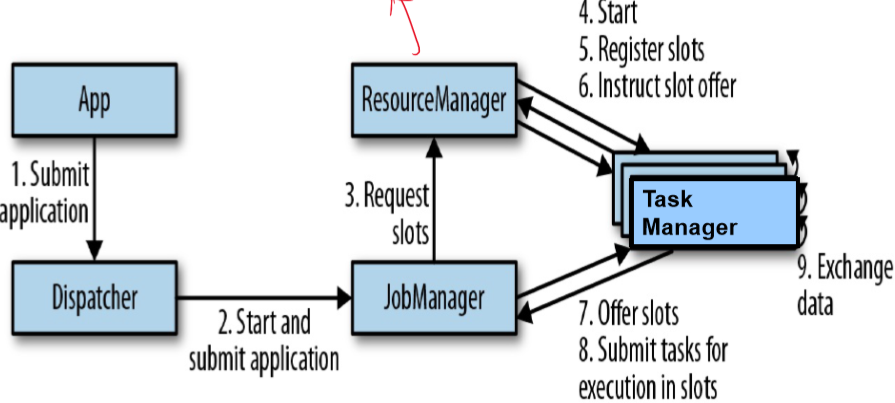 4. Start
5. Register slots
6. Instruct slot offer
App
ResourceManager
1. Submit
application
3. Request
slots
Task
Manager
Dispatcher
JobManager
9. Exchange
data
2. Start and
submit application
7. Offer slots
8. Submit tasks for
execution in slots